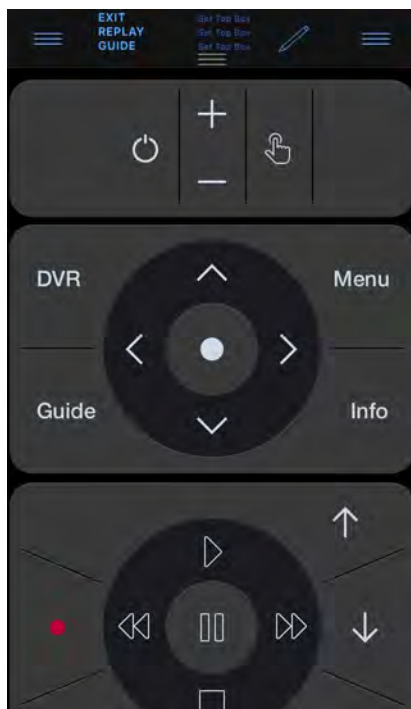 EXIT
REPLAY
GUIDE
Set Top Box
Set Top Box
Set Top Box
DVR
Menu
Guide
Info